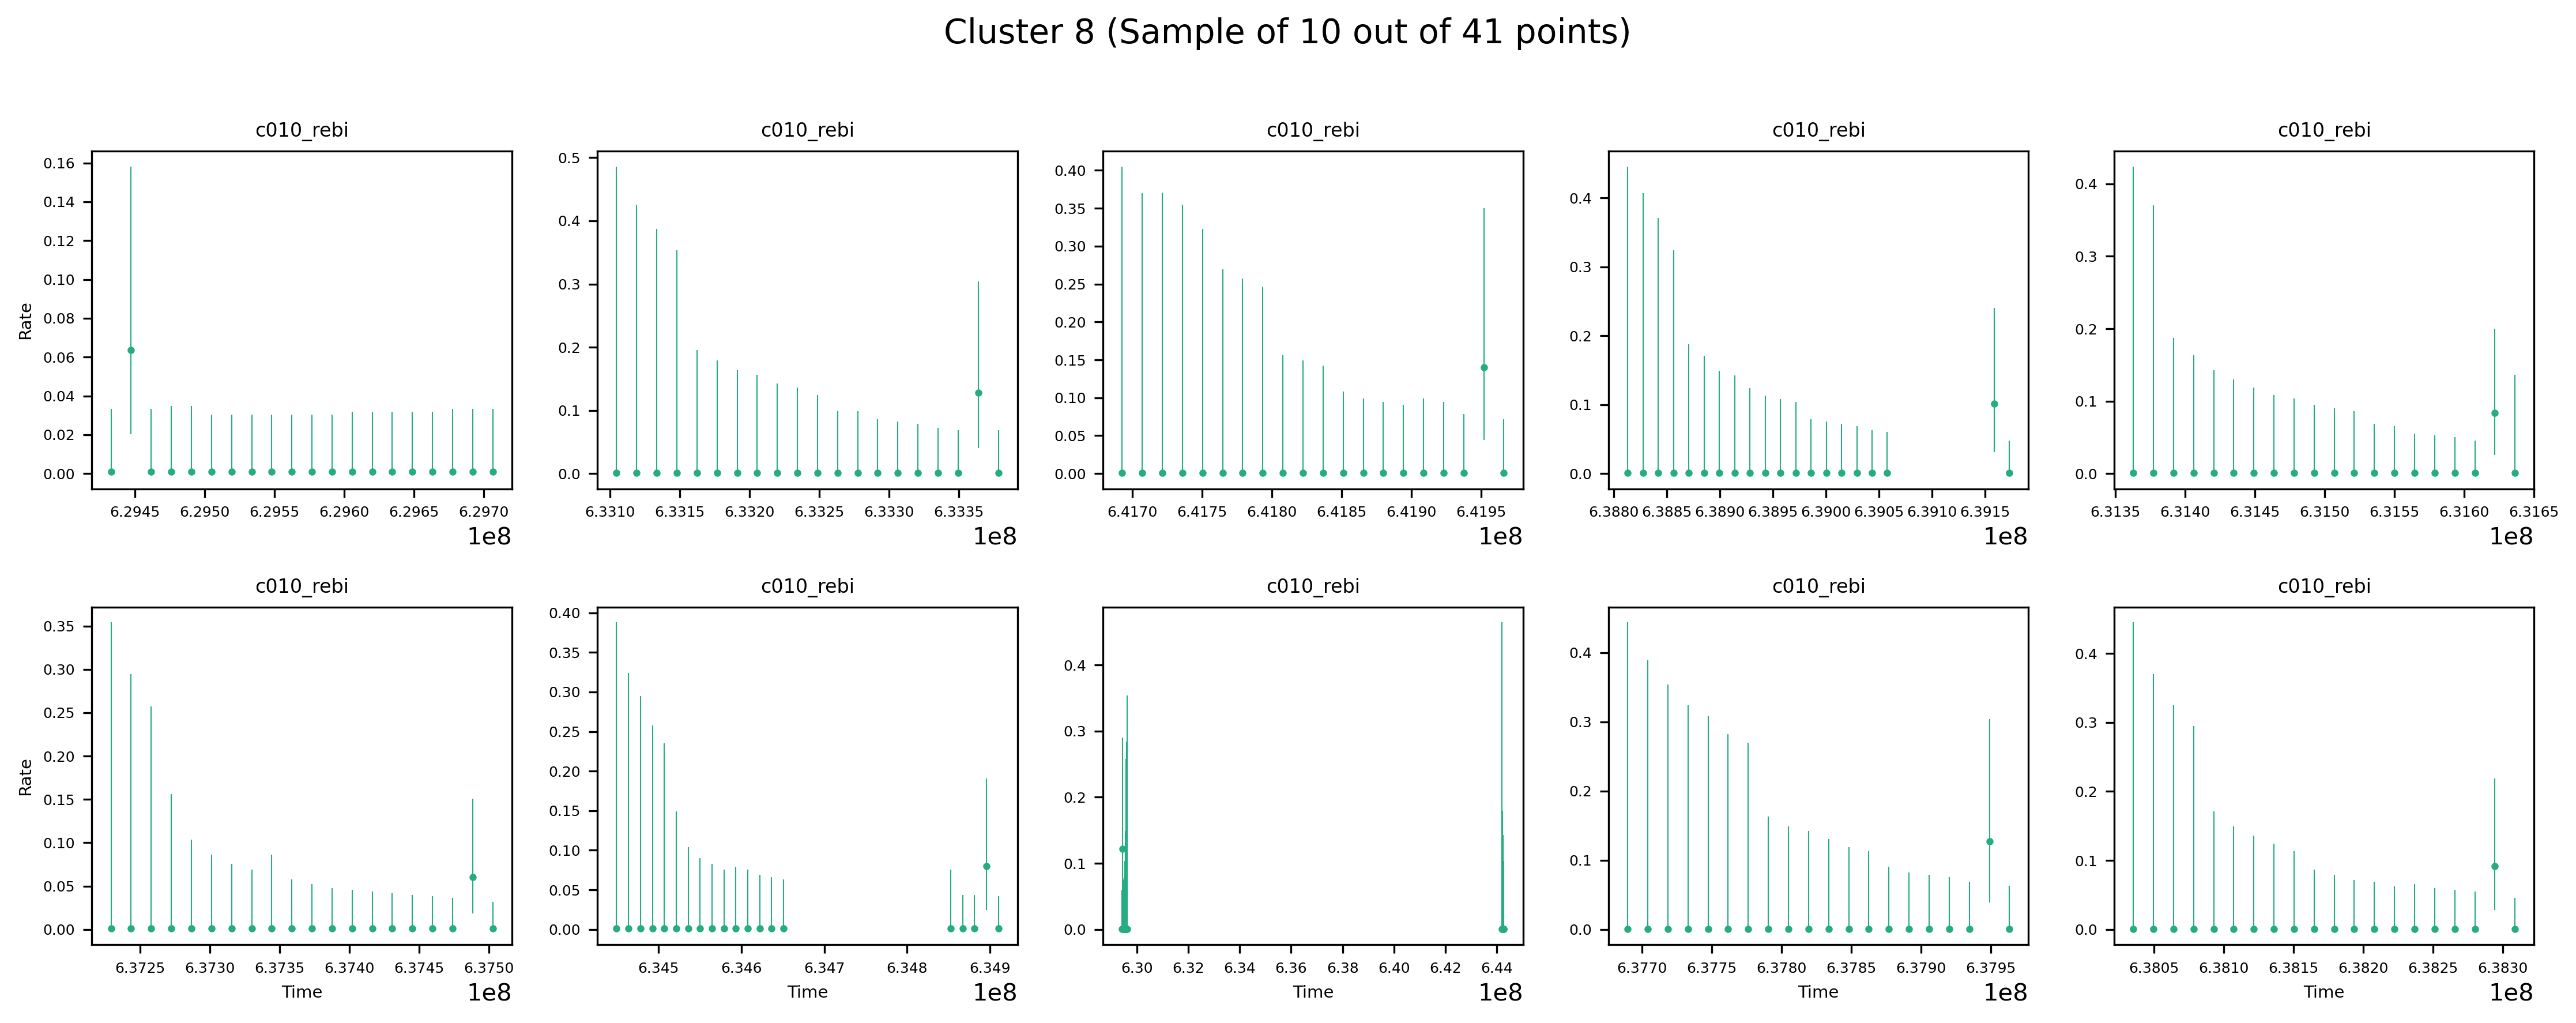 Cluster 8 (Sample of 10 out of 41 points)
c010_rebi c010_rebi c010_rebi c010_rebi c010_rebi
0.16 0.14 0.12 0.10 0.08 0.06 0.04 0.02 0.00
Rate
6.2945 6.2950 6.2955 6.2960 6.2965 6.2970
1e8
0.5 0.4 0.3 0.2 0.1 0.0
6.3310 6.3315 6.3320 6.3325 6.3330 6.3335
1e8
0.40 0.35 0.30 0.25 0.20 0.15 0.10 0.05 0.00
6.4170 6.4175 6.4180 6.4185 6.4190 6.4195
1e8
0.4 0.3 0.2 0.1 0.0
6.3880 6.3885 6.3890 6.3895 6.3900 6.3905 6.3910 6.3915
1e8
0.4 0.3 0.2 0.1 0.0
6.3135 6.3140 6.3145 6.3150 6.3155 6.3160 6.3165
1e8
c010_rebi c010_rebi c010_rebi c010_rebi c010_rebi
0.35 0.30 0.25 0.20 0.15 0.10 0.05 0.00
Rate
6.3725 6.3730 6.3735 6.3740 6.3745 6.3750
Time
1e8
0.40 0.35 0.30 0.25 0.20 0.15 0.10 0.05 0.00
6.345 6.346 6.347 6.348 6.349
Time
1e8
0.4 0.3 0.2 0.1 0.0
6.30 6.32 6.34 6.36 6.38 6.40 6.42 6.44
Time
1e8
0.4 0.3 0.2 0.1 0.0
6.3770 6.3775 6.3780 6.3785 6.3790 6.3795
Time
1e8
0.4 0.3 0.2 0.1 0.0
6.3805 6.3810 6.3815 6.3820 6.3825 6.3830
Time
1e8